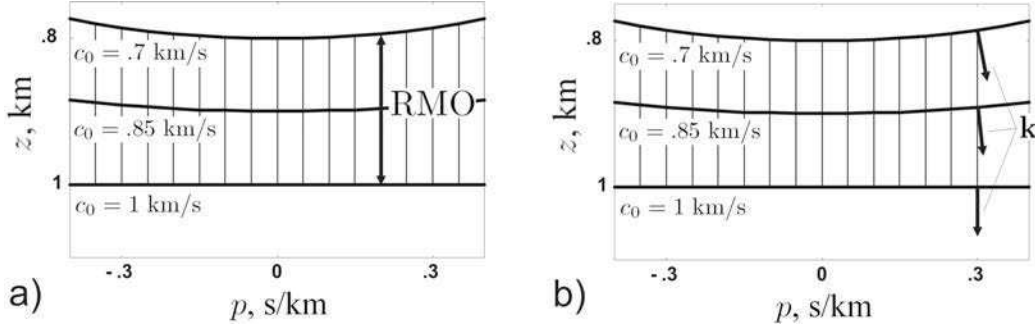 .8
c₀ = .7 km/s
RMO
z, km
c₀ = .85 km/s
1
c₀ = 1 km/s
-.3
0
.3
a)
p, s/km
.8
c₀ = .7 km/s
z, km
c₀ = .85 km/s
k
1
c₀ = 1 km/s
-.3
0
.3
b)
p, s/km